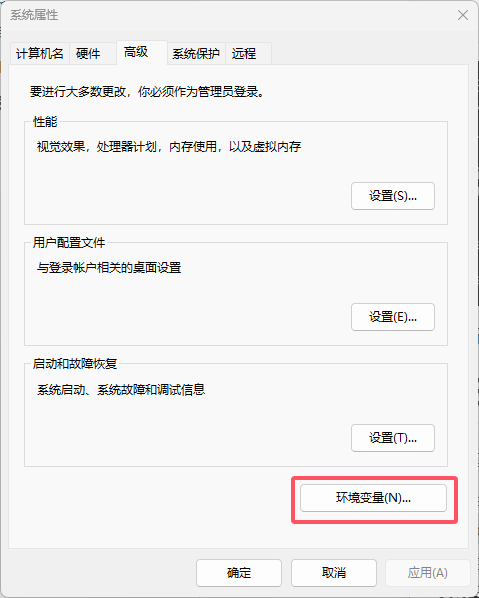 系统属性
计算机名 硬件 高级 系统保护 远程
要进行大多数更改，你必须作为管理员登录。
性能
视觉效果，处理器计划，内存使用，以及虚拟内存
设置(S)...
用户配置文件
与登录帐户相关的桌面设置
设置(E)...
启动和故障恢复
系统启动、系统故障和调试信息
设置(T)...
环境变量(N)...
确定 取消 应用(A)